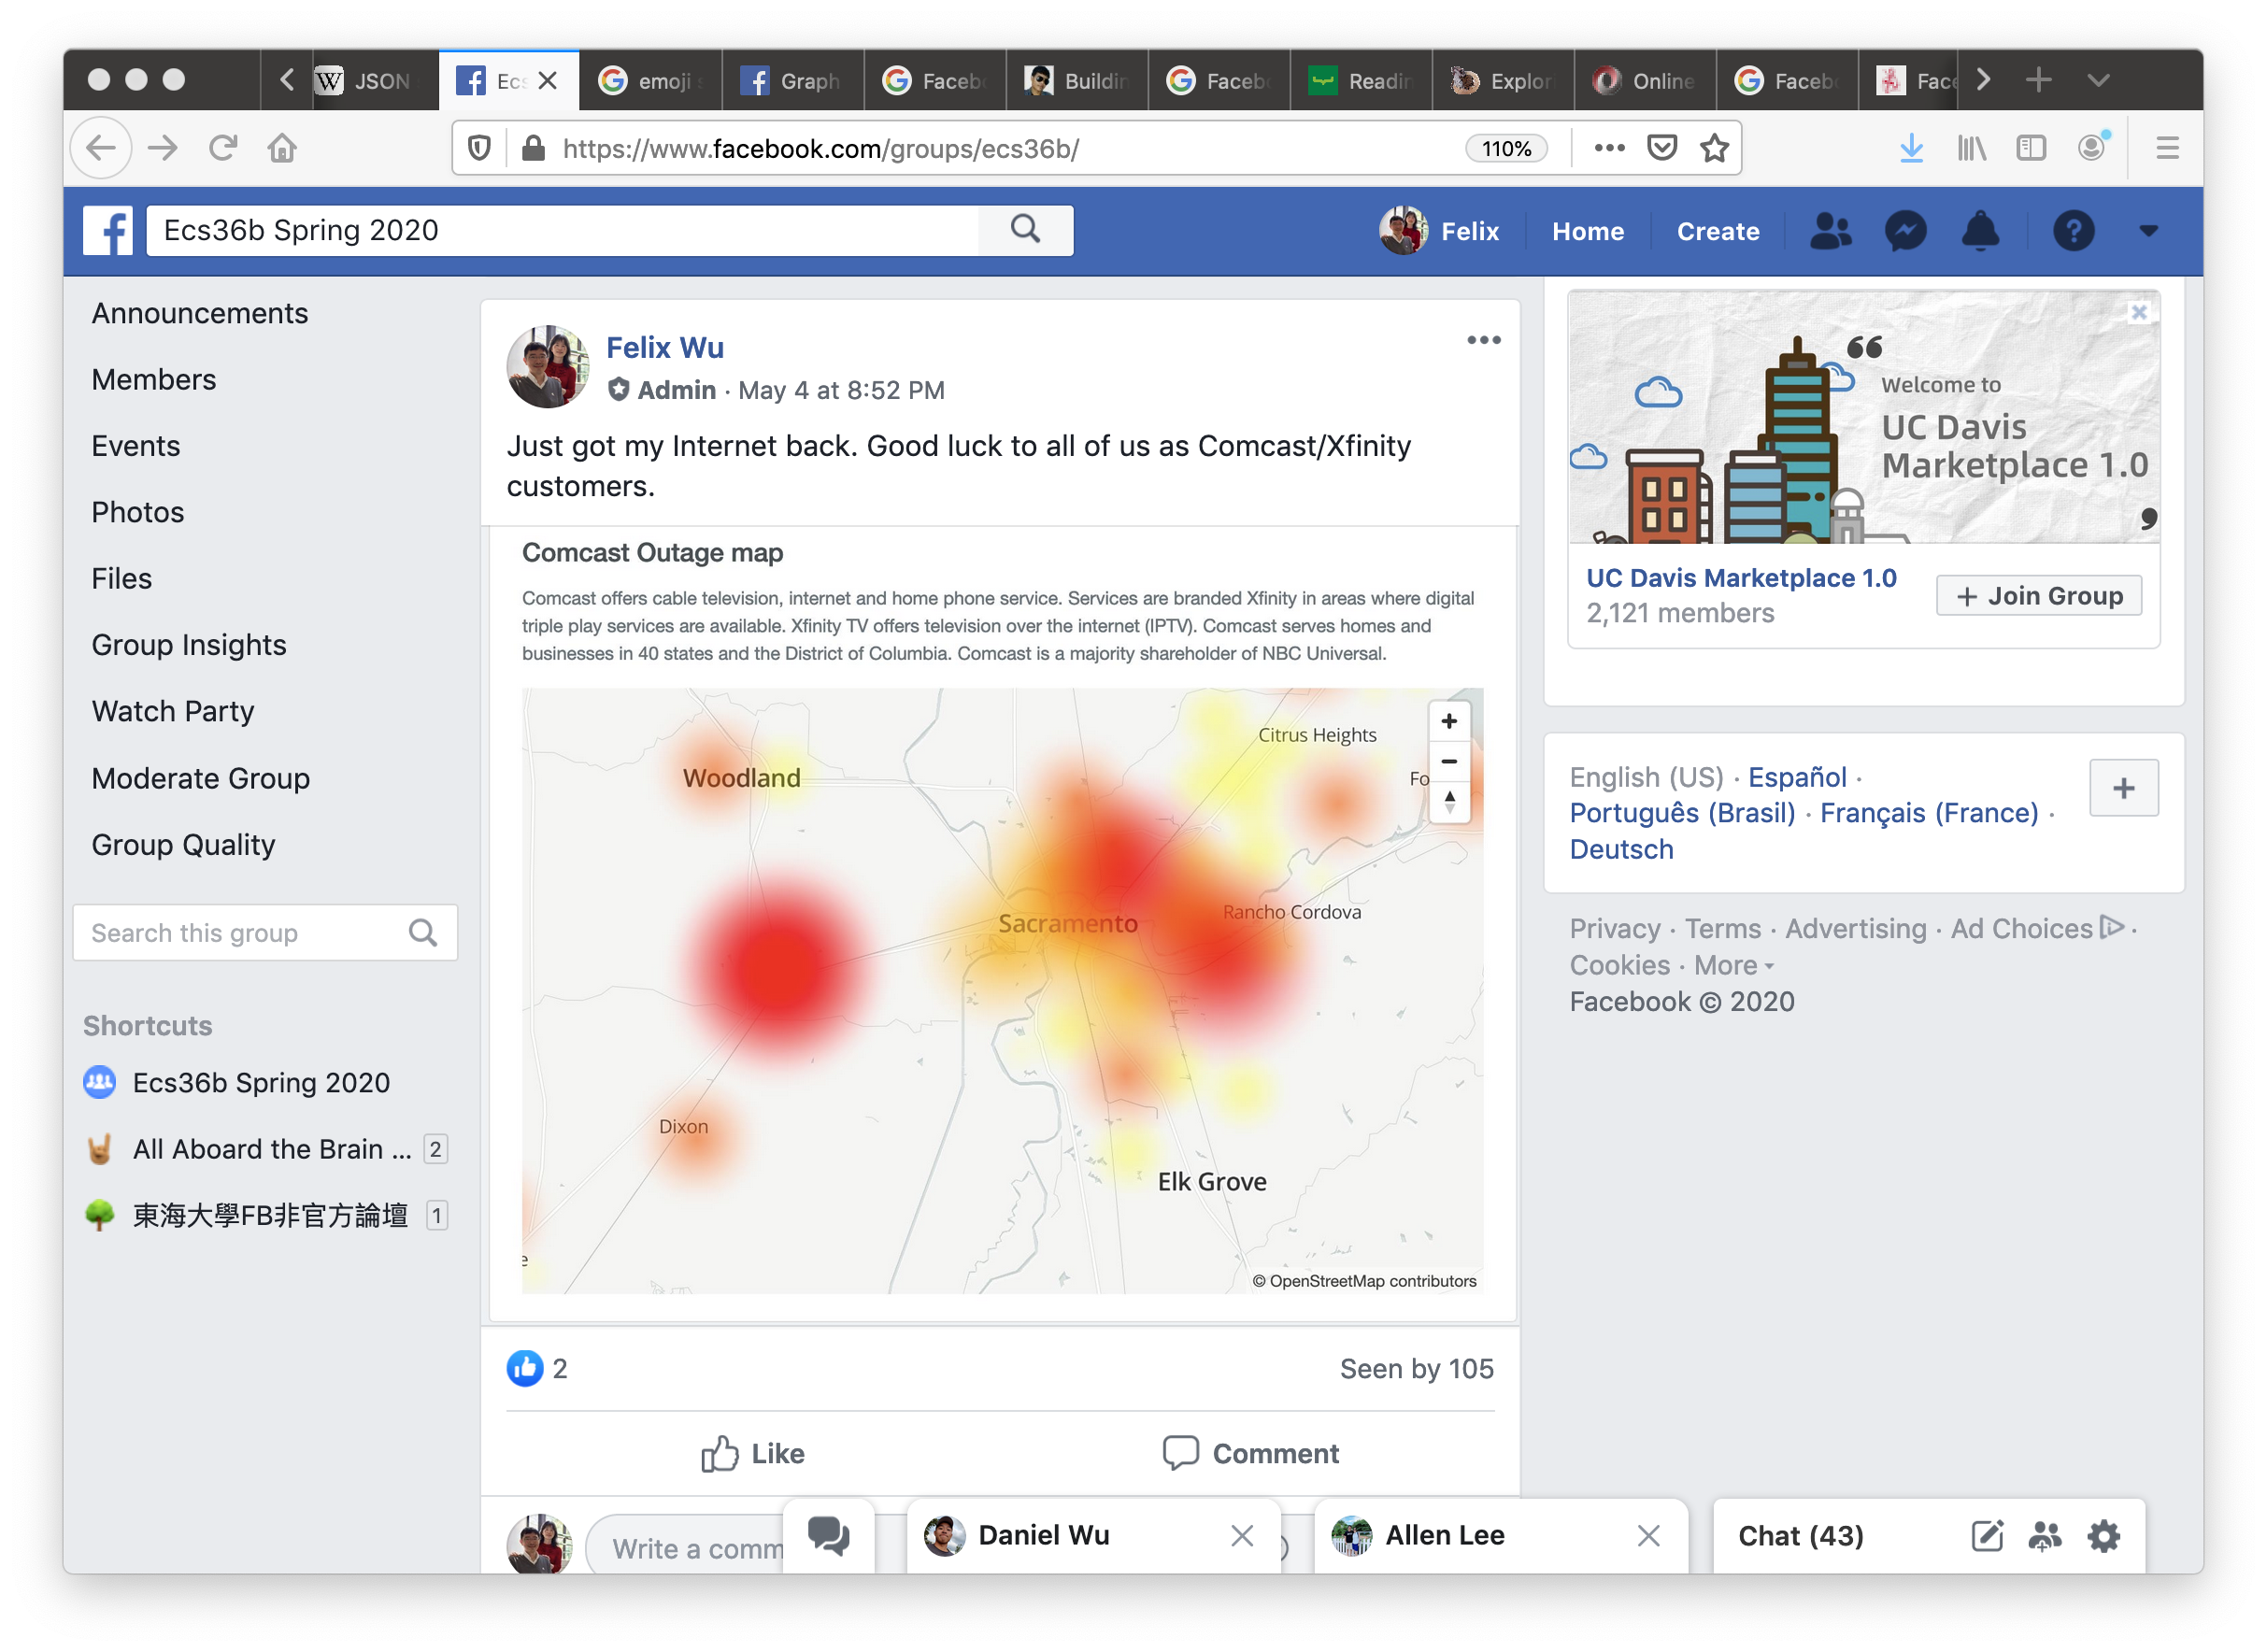 JSON
Ecs
emoji s
Graph
Faceb
Buildin
Faceb
Readin
Explor
Online
Faceb
Face
https://www.facebook.com/groups/ecs36b/
110%
Ecs36b Spring 2020
Felix
Home
Create
Announcements
Members
Events
Photos
Files
Group Insights
Watch Party
Moderate Group
Group Quality
Search this group
Shortcuts
Ecs36b Spring 2020
All Aboard the Brain ... 2
東海大學FB非官方論壇 1
Felix Wu
Admin · May 4 at 8:52 PM
Just got my Internet back. Good luck to all of us as Comcast/Xfinity
customers.
Comcast Outage map
Comcast offers cable television, internet and home phone service. Services are branded Xfinity in areas where digital
triple play services are available. Xfinity TV offers television over the internet (IPTV). Comcast serves homes and
businesses in 40 states and the District of Columbia. Comcast is a majority shareholder of NBC Universal.
Citrus Heights
Woodland
Fo
Sacramento
Rancho Cordova
Dixon
Elk Grove
e
© OpenStreetMap contributors
2
Seen by 105
Like
Comment
Write a comm
Welcome to
UC Davis
Marketplace 1.0
UC Davis Marketplace 1.0
2,121 members
+ Join Group
English (US) · Español ·
Português (Brasil) · Français (France) ·
Deutsch
Privacy · Terms · Advertising · Ad Choices ·
Cookies · More
Facebook © 2020
Daniel Wu
Allen Lee
Chat (43)